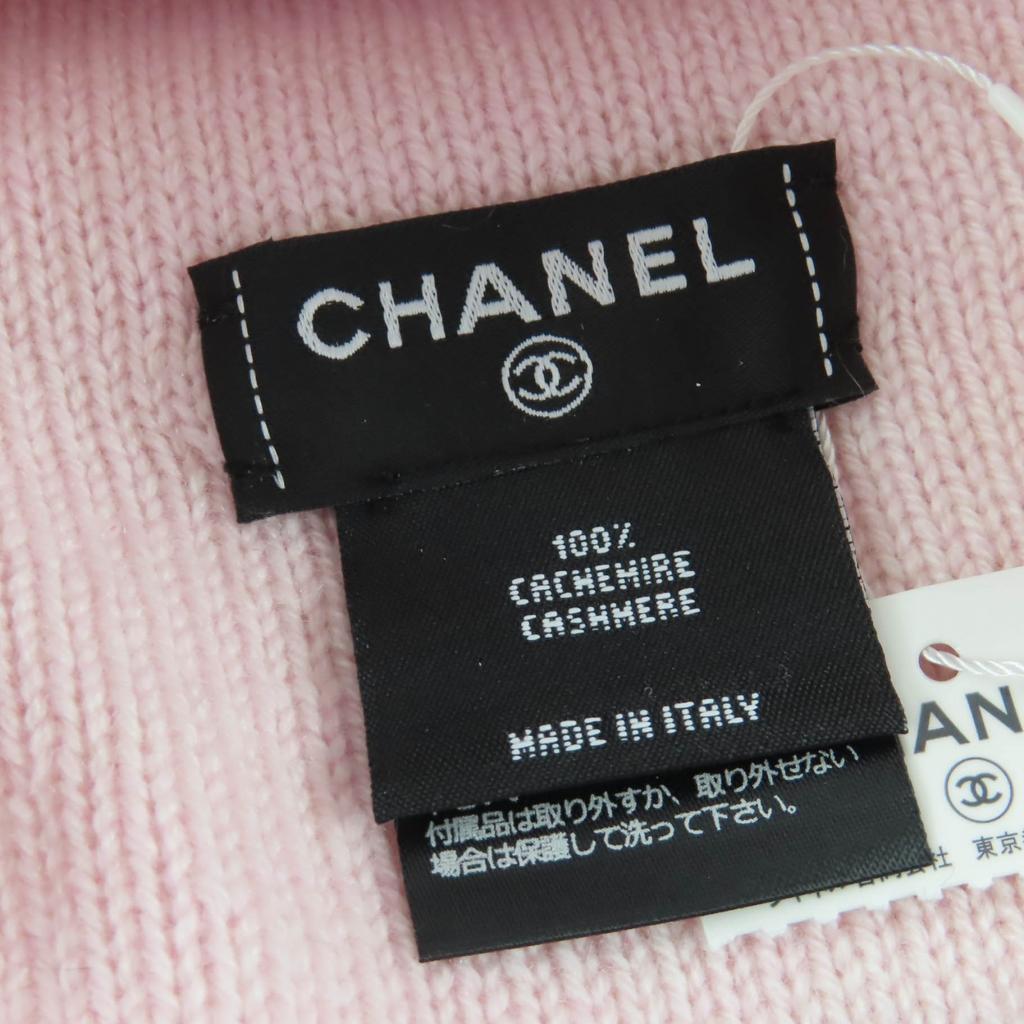 CHANEL
100%
CACHEMIRE
CASHMERE
MADE IN ITALY
付属品は取り外すか、取り外せない
場合は保護して洗って下さい。
AN
社 東京